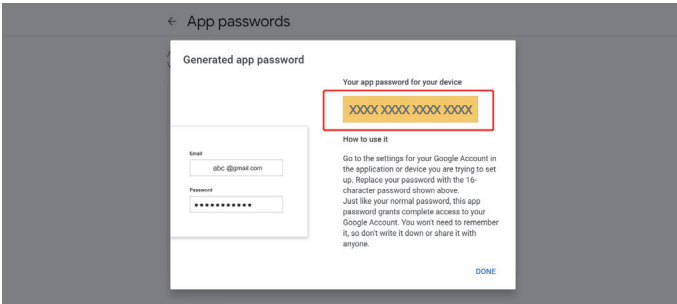 ← App passwords
Generated app password
Your app password for your device
XXXX XXXX XXXX XXXX
How to use it
Go to the settings for your Google Account in
the application or device you are trying to set
up. Replace your password with the 16-
character password shown above.
Just like your normal password, this app
password grants complete access to your
Google Account. You won't need to remember
it, so don't write it down or share it with
anyone.
Email
abc @gmail.com
Password
•••••••••••
DONE